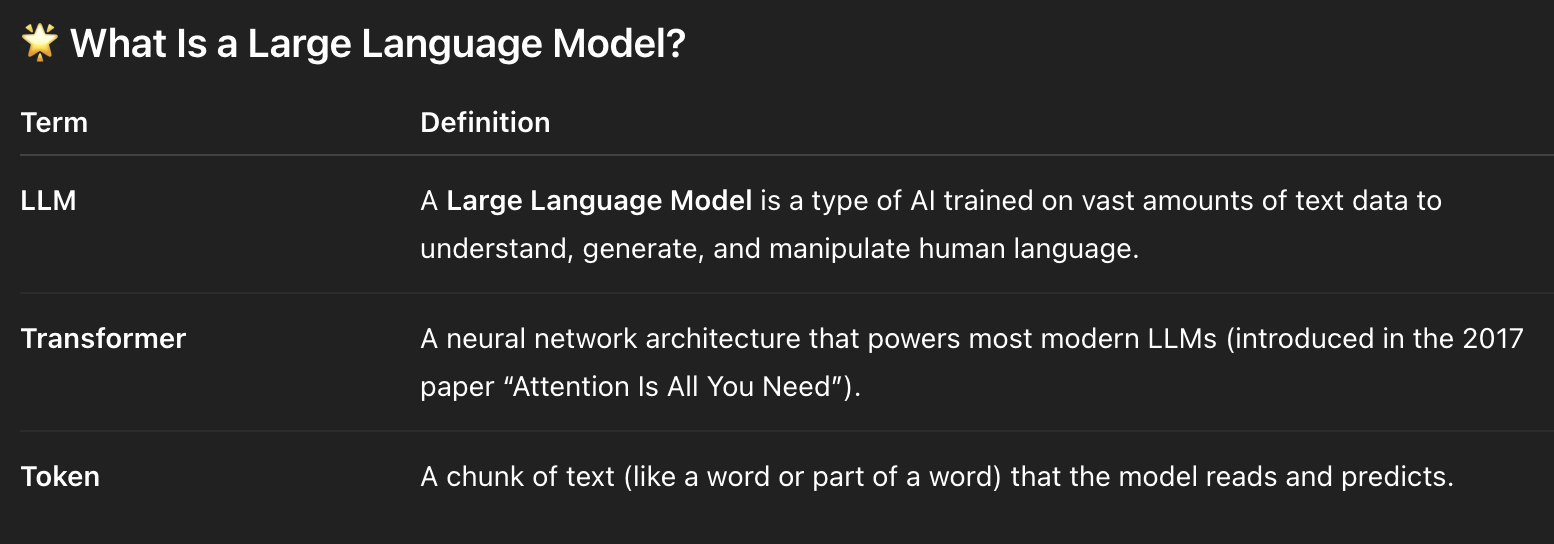 🌟 What Is a Large Language Model?
Term Definition
LLM A Large Language Model is a type of AI trained on vast amounts of text data to
understand, generate, and manipulate human language.
Transformer A neural network architecture that powers most modern LLMs (introduced in the 2017
paper “Attention Is All You Need”).
Token A chunk of text (like a word or part of a word) that the model reads and predicts.